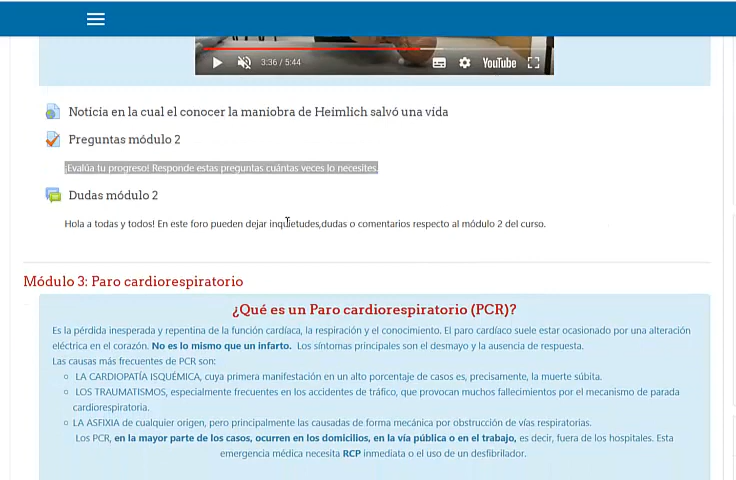 3:36 / 5:44
YouTube
Noticia en la cual el conocer la maniobra de Heimlich salvó una vida
Preguntas módulo 2
¡Evalúa tu progreso! Responde estas preguntas cuántas veces lo necesites.
Dudas módulo 2
Hola a todas y todos! En este foro pueden dejar inquietudes,dudas o comentarios respecto al módulo 2 del curso.
Módulo 3: Paro cardiorespiratorio
¿Qué es un Paro cardiorespiratorio (PCR)?
Es la pérdida inesperada y repentina de la función cardíaca, la respiración y el conocimiento. El paro cardíaco suele estar ocasionado por una alteración
eléctrica en el corazón. No es lo mismo que un infarto. Los síntomas principales son el desmayo y la ausencia de respuesta.
Las causas más frecuentes de PCR son:
LA CARDIOPATÍA ISQUÉMICA, cuya primera manifestación en un alto porcentaje de casos es, precisamente, la muerte súbita.
LOS TRAUMATISMOS, especialmente frecuentes en los accidentes de tráfico, que provocan muchos fallecimientos por el mecanismo de parada
cardiorespiratoria.
LA ASFIXIA de cualquier origen, pero principalmente las causadas de forma mecánica por obstrucción de vías respiratorias.
Los PCR, en la mayor parte de los casos, ocurren en los domicilios, en la vía pública o en el trabajo, es decir, fuera de los hospitales. Esta
emergencia médica necesita RCP inmediata o el uso de un desfibrilador.